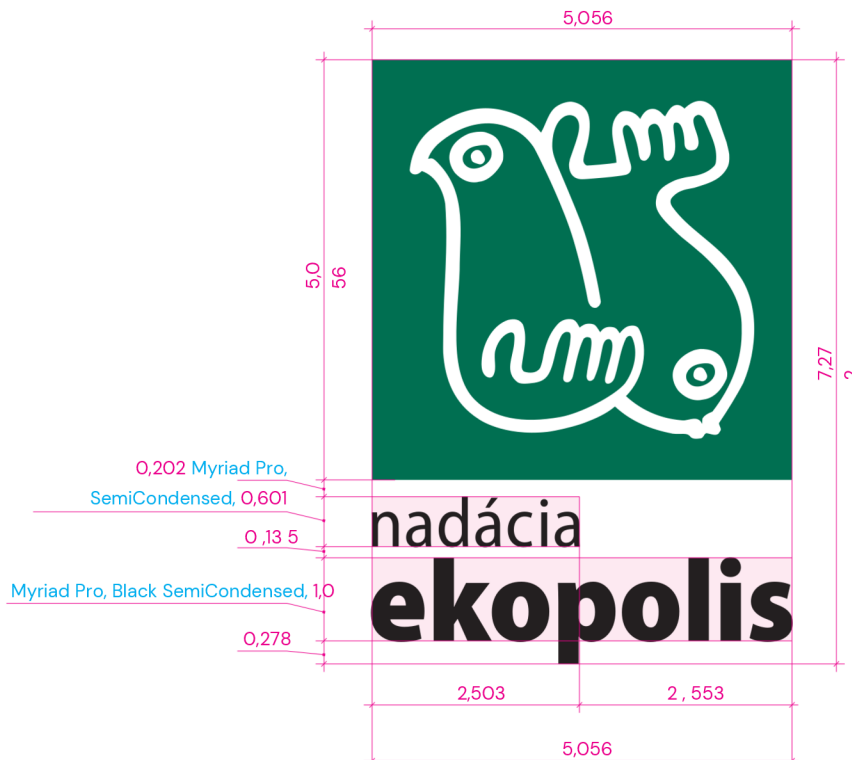 5,056
5,0
56
7,27
2
0,202 Myriad Pro,
SemiCondensed, 0,601
nadácia
0 ,13 5
Myriad Pro, Black SemiCondensed, 1,0
ekopolis
0,278
2,503
2 , 553
5,056